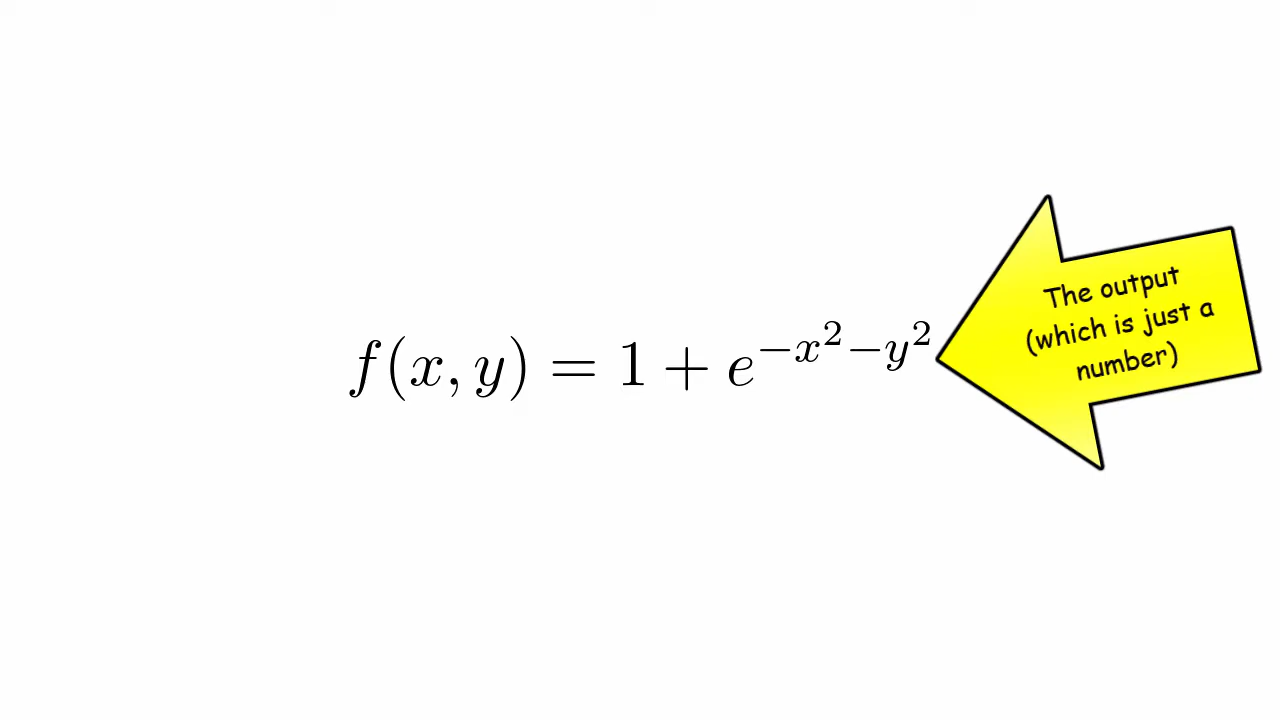 f(x, y) = 1 + e^{-x^2-y^2}
The output
(which is just a
number)